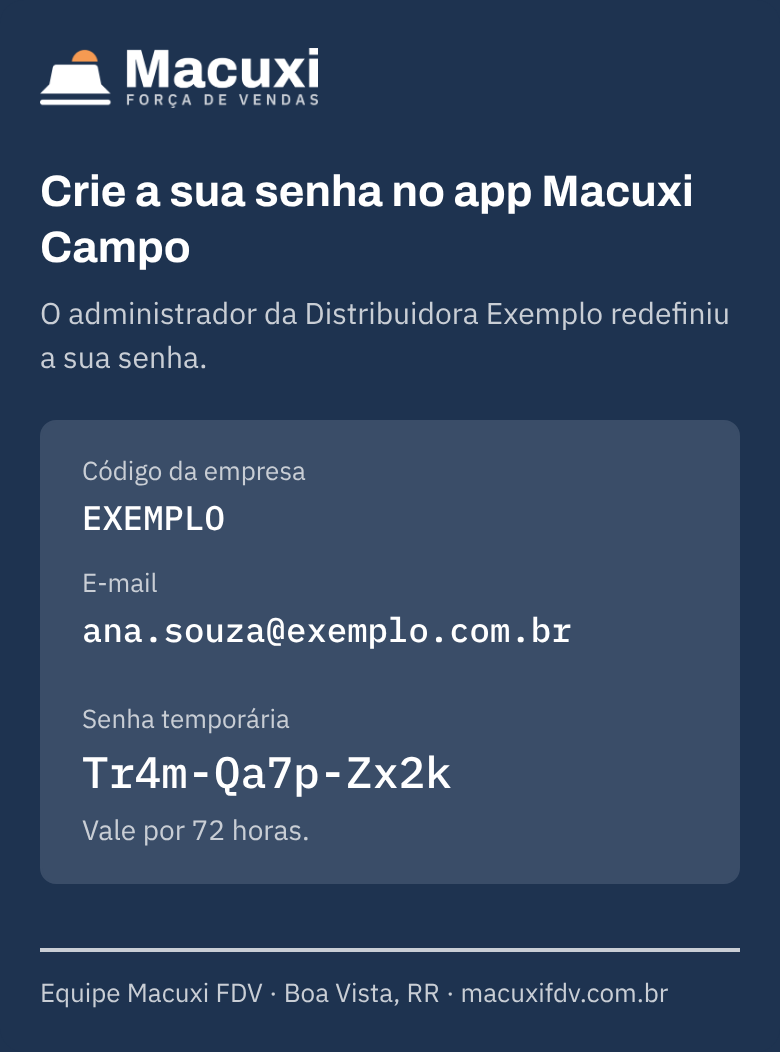 Macuxi
FORÇA DE VENDAS
Crie a sua senha no app Macuxi
Campo
O administrador da Distribuidora Exemplo redefiniu
a sua senha.
Código da empresa
EXEMPLO
E-mail
ana.souza@exemplo.com.br
Senha temporária
Tr4m-Qa7p-Zx2k
Vale por 72 horas.
Equipe Macuxi FDV · Boa Vista, RR · macuxifdv.com.br